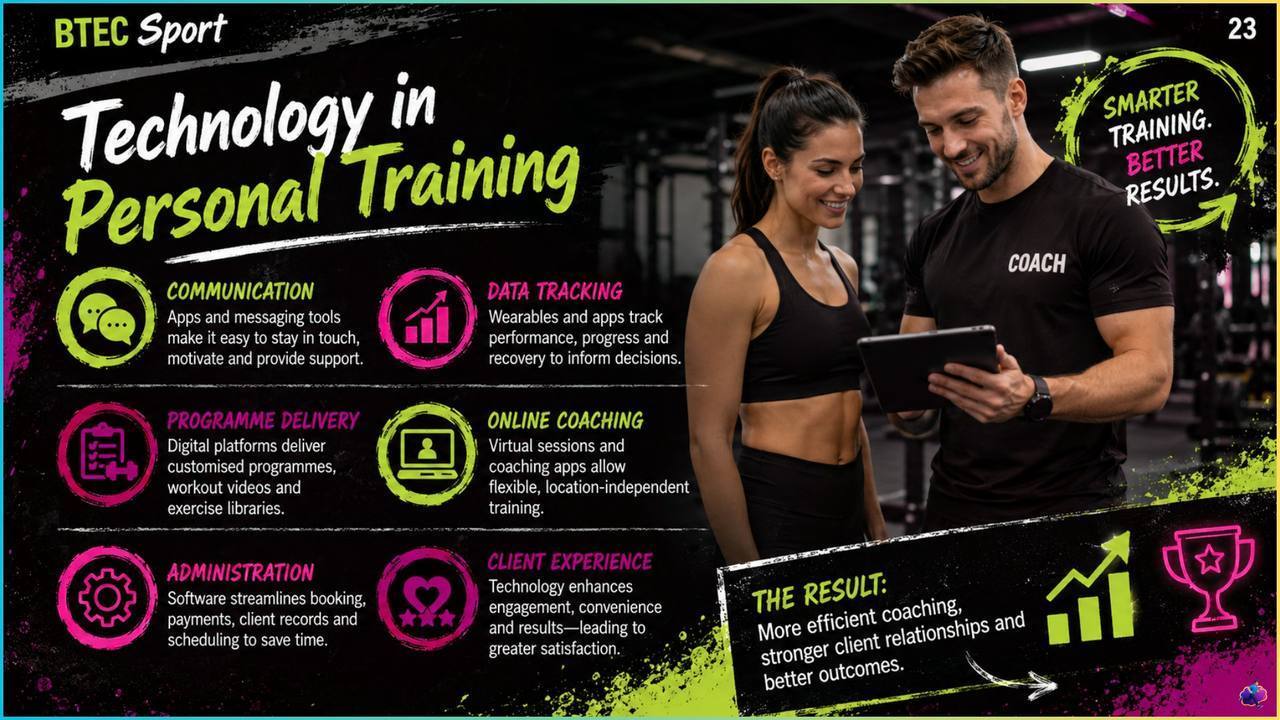 BTEC Sport
23
Technology in
Personal Training
SMARTER
TRAINING.
BETTER
RESULTS.
COACH
COMMUNICATION
Apps and messaging tools
make it easy to stay in touch,
motivate and provide support.
DATA TRACKING
Wearables and apps track
performance, progress and
recovery to inform decisions.
PROGRAMME DELIVERY
Digital platforms deliver
customised programmes,
workout videos and
exercise libraries.
ONLINE COACHING
Virtual sessions and
coaching apps allow
flexible, location-independent
training.
ADMINISTRATION
Software streamlines booking,
payments, client records and
scheduling to save time.
CLIENT EXPERIENCE
Technology enhances
engagement, convenience
and results—leading to
greater satisfaction.
THE RESULT:
More efficient coaching,
stronger client relationships and
better outcomes.